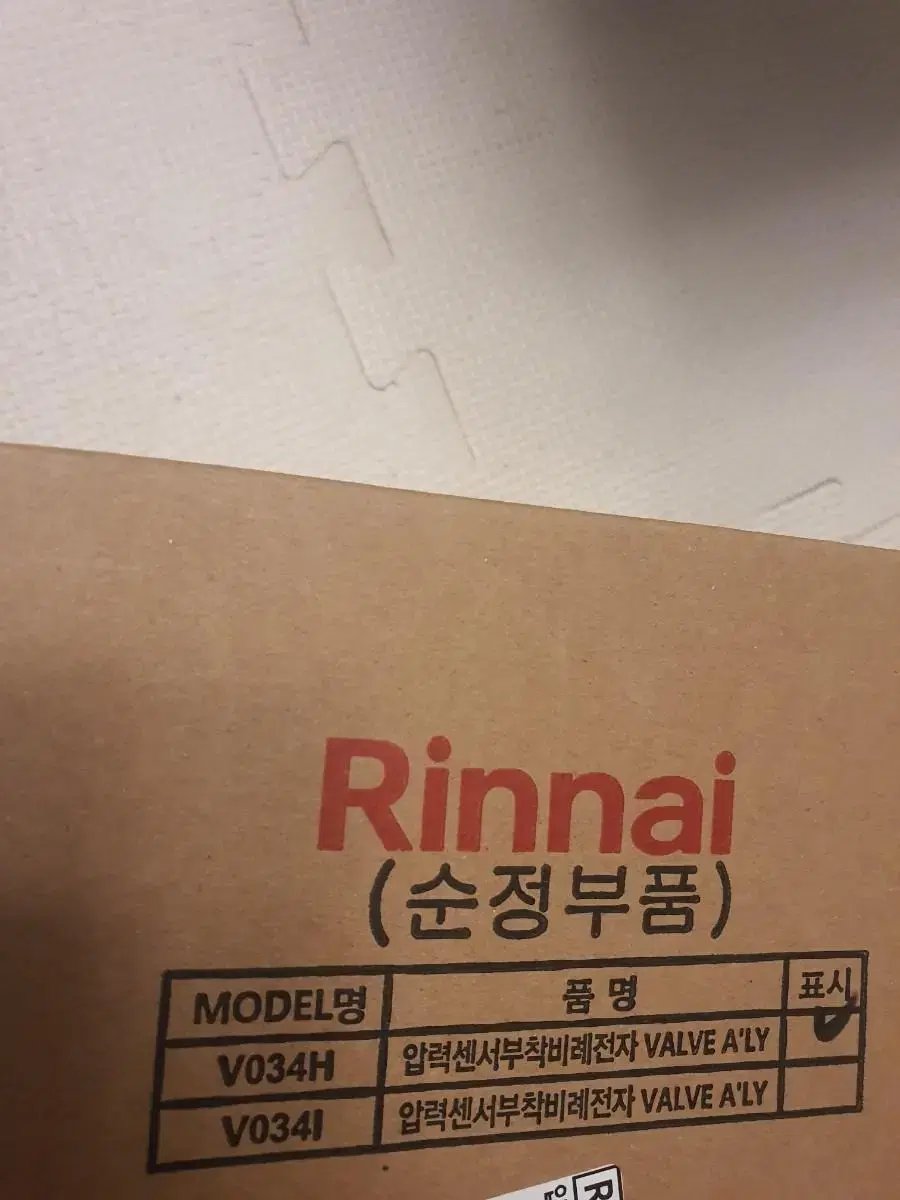 Rinnai
(순정부품)
MODEL명 품 명 표시
V034H 압력센서부착비례전자 VALVE A'LY
V034I 압력센서부착비례전자 VALVE A'LY
R